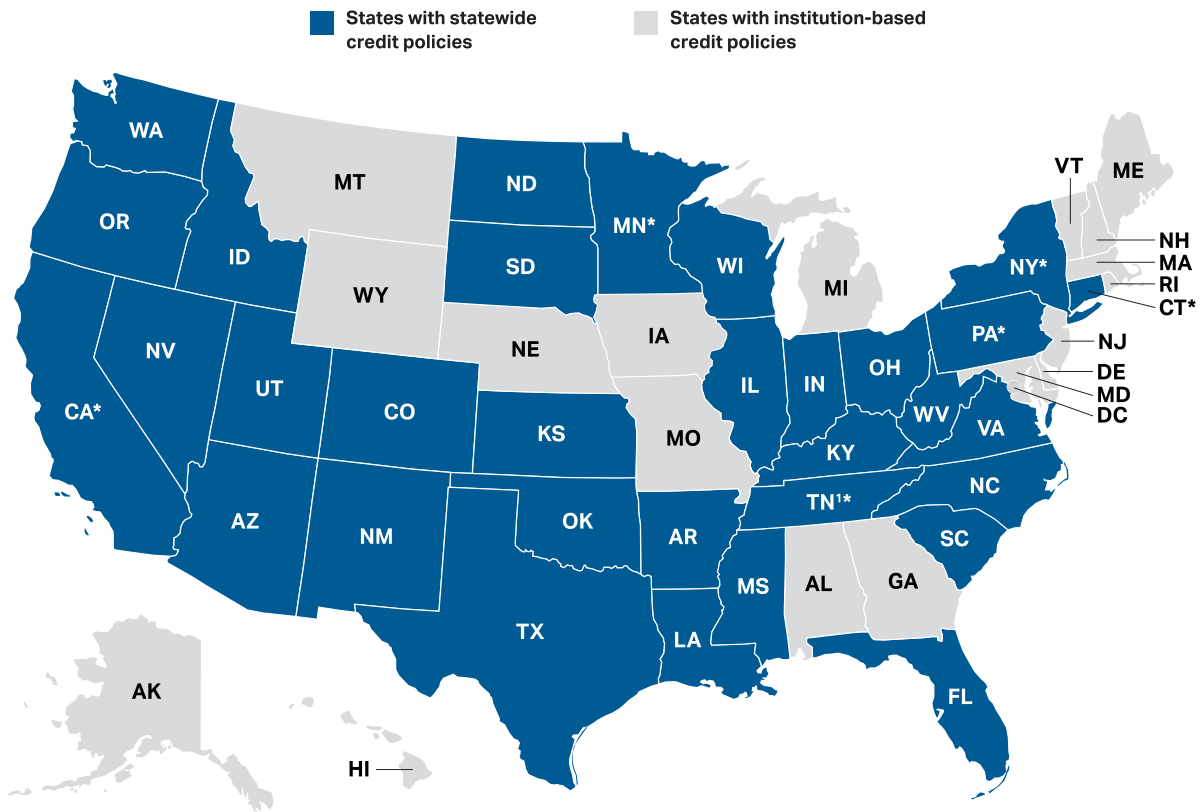 States with statewide
credit policies
States with institution-based
credit policies
WA
MT
ND
MN*
VT
ME
OR
ID
SD
WI
NH
MA
NY*
RI
CT*
WY
MI
NV
NE
IA
PA*
NJ
UT
CO
IL
IN
OH
DE
MD
DC
CA*
KS
MO
WV
VA
KY
NC
AZ
NM
OK
AR
TN¹*
SC
MS
AL
GA
TX
LA
FL
AK
HI